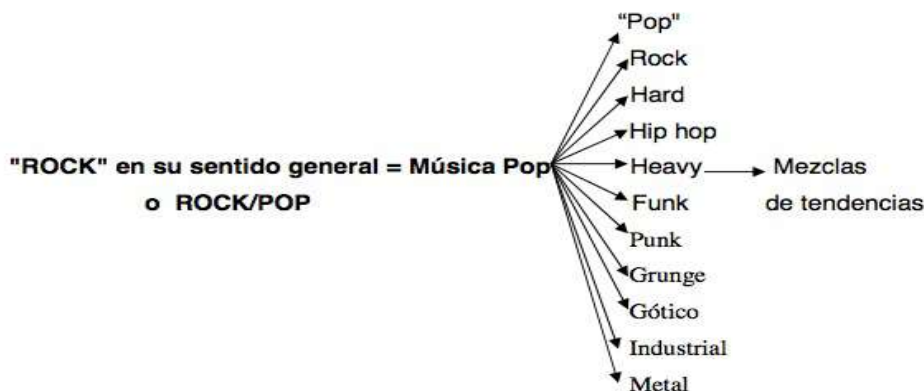 “Pop"
Rock
Hard
Hip hop
"ROCK" en su sentido general = Música Pop
Heavy
Mezclas
o ROCK/POP
Funk
de tendencias
Punk
Grunge
Gótico
Industrial
Metal